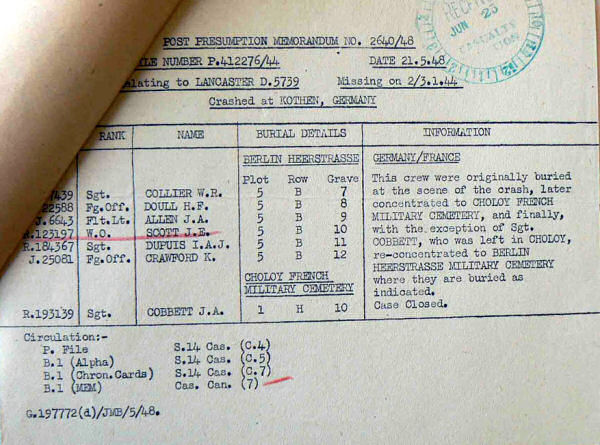 POST PRESUMPTION MEMORANDUM NO. 2640/48
FILE NUMBER P.412276/44 DATE 21.5.48
Relating to LANCASTER D.5739 Missing on 2/3.1.44
Crashed at KOTHEN, GERMANY
JUN 23
CASUALTY
RANK NAME BURIAL DETAILS INFORMATION
BERLIN HEERSTRASSE GERMANY/FRANCE
Plot Row Grave This crew were originally buried
7439 Sgt. COLLIER W.R. 5 B 7 at the scene of the crash, later
22588 Fg.Off. DOULL H.F. 5 B 8 concentrated to CHOLOY FRENCH
J.6643 Flt.Lt. ALLEN J.A. 5 B 9 MILITARY CEMETERY, and finally,
R.123197 W.O. SCOTT J.E. 5 B 10 with the exception of Sgt.
R.184367 Sgt. DUPUIS I.A.J. 5 B 11 COBBETT, who was left in CHOLOY,
J.25081 Fg.Off. CRAWFORD K. 5 B 12 re-concentrated to BERLIN
HEERSTRASSE MILITARY CEMETERY
CHOLOY FRENCH where they are buried as
MILITARY CEMETERY indicated.
R.193139 Sgt. COBBETT J.A. 1 H 10 Case Closed.
Circulation:-
P. File S.14 Cas. (C.4)
B.1 (Alpha) S.14 Cas. (C.5)
B.1 (Chron.Cards) S.14 Cas. (C.7)
B.1 (MEM) Cas. Can. (7)
G.197772(d)/JMB/5/48.